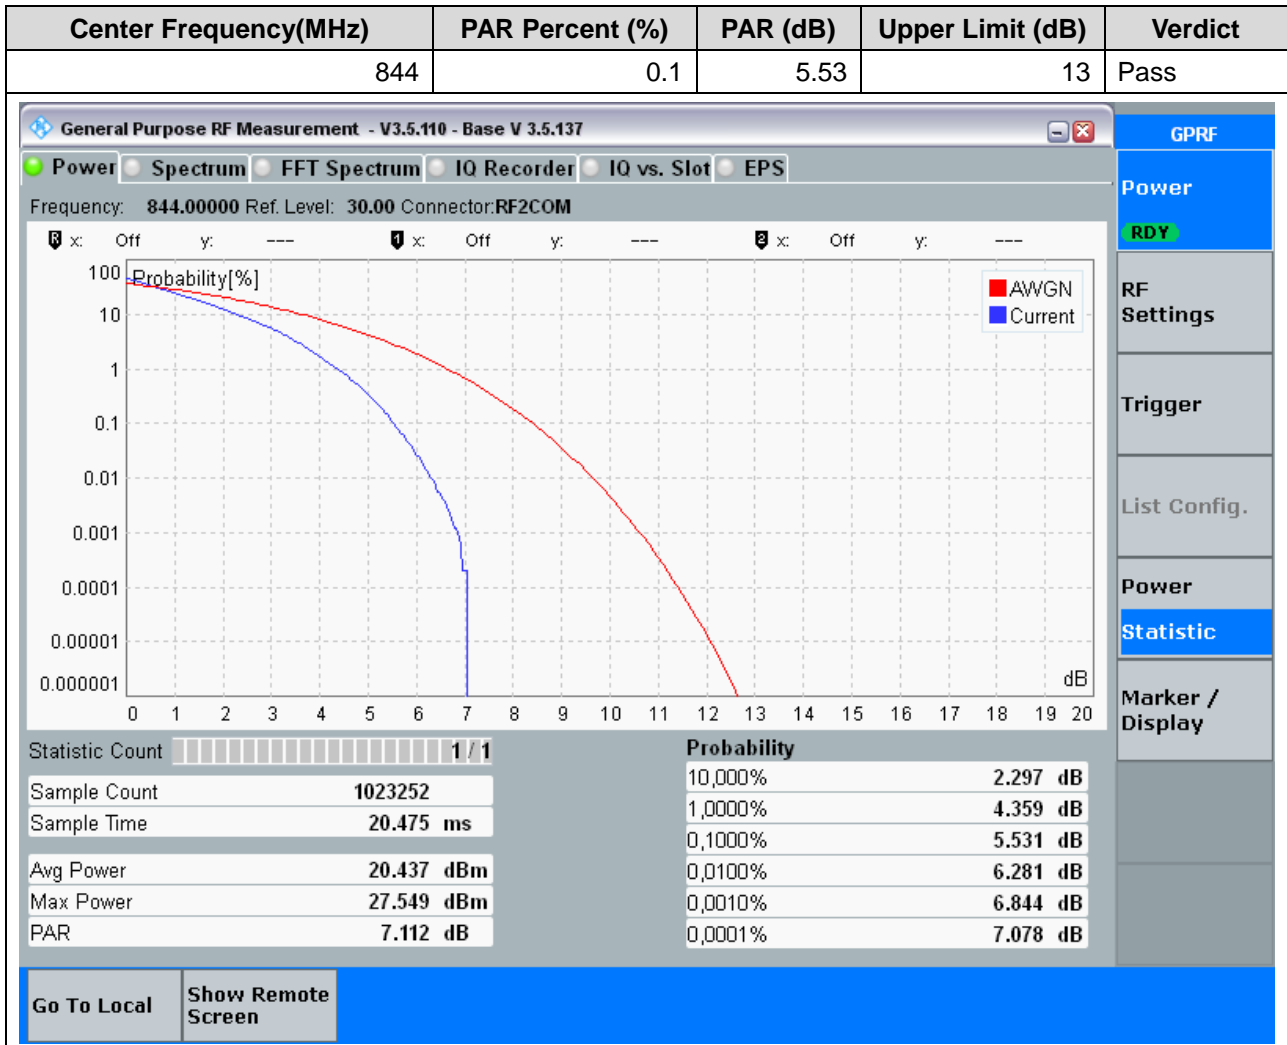 Center Frequency(MHz) PAR Percent (%) PAR (dB) Upper Limit (dB) Verdict
844 0.1 5.53 13 Pass
General Purpose RF Measurement - V3.5.110 - Base V 3.5.137
GPRF
Power Spectrum FFT Spectrum IQ Recorder IQ vs. Slot EPS
Power
RDY
Frequency: 844.00000 Ref. Level: 30.00 Connector:RF2COM
R x: Off y: --- 1 x: Off y: --- 2 x: Off y: ---
Probability[%]
100
10
1
0.1
0.01
0.001
0.0001
0.00001
0.000001
AWGN
Current
dB
0 1 2 3 4 5 6 7 8 9 10 11 12 13 14 15 16 17 18 19 20
RF
Settings
Trigger
List Config.
Power
Statistic
Marker /
Display
Statistic Count 1 / 1
Sample Count 1023252
Sample Time 20.475 ms
Avg Power 20.437 dBm
Max Power 27.549 dBm
PAR 7.112 dB
Probability
10,000% 2.297 dB
1,0000% 4.359 dB
0,1000% 5.531 dB
0,0100% 6.281 dB
0,0010% 6.844 dB
0,0001% 7.078 dB
Go To Local
Show Remote
Screen